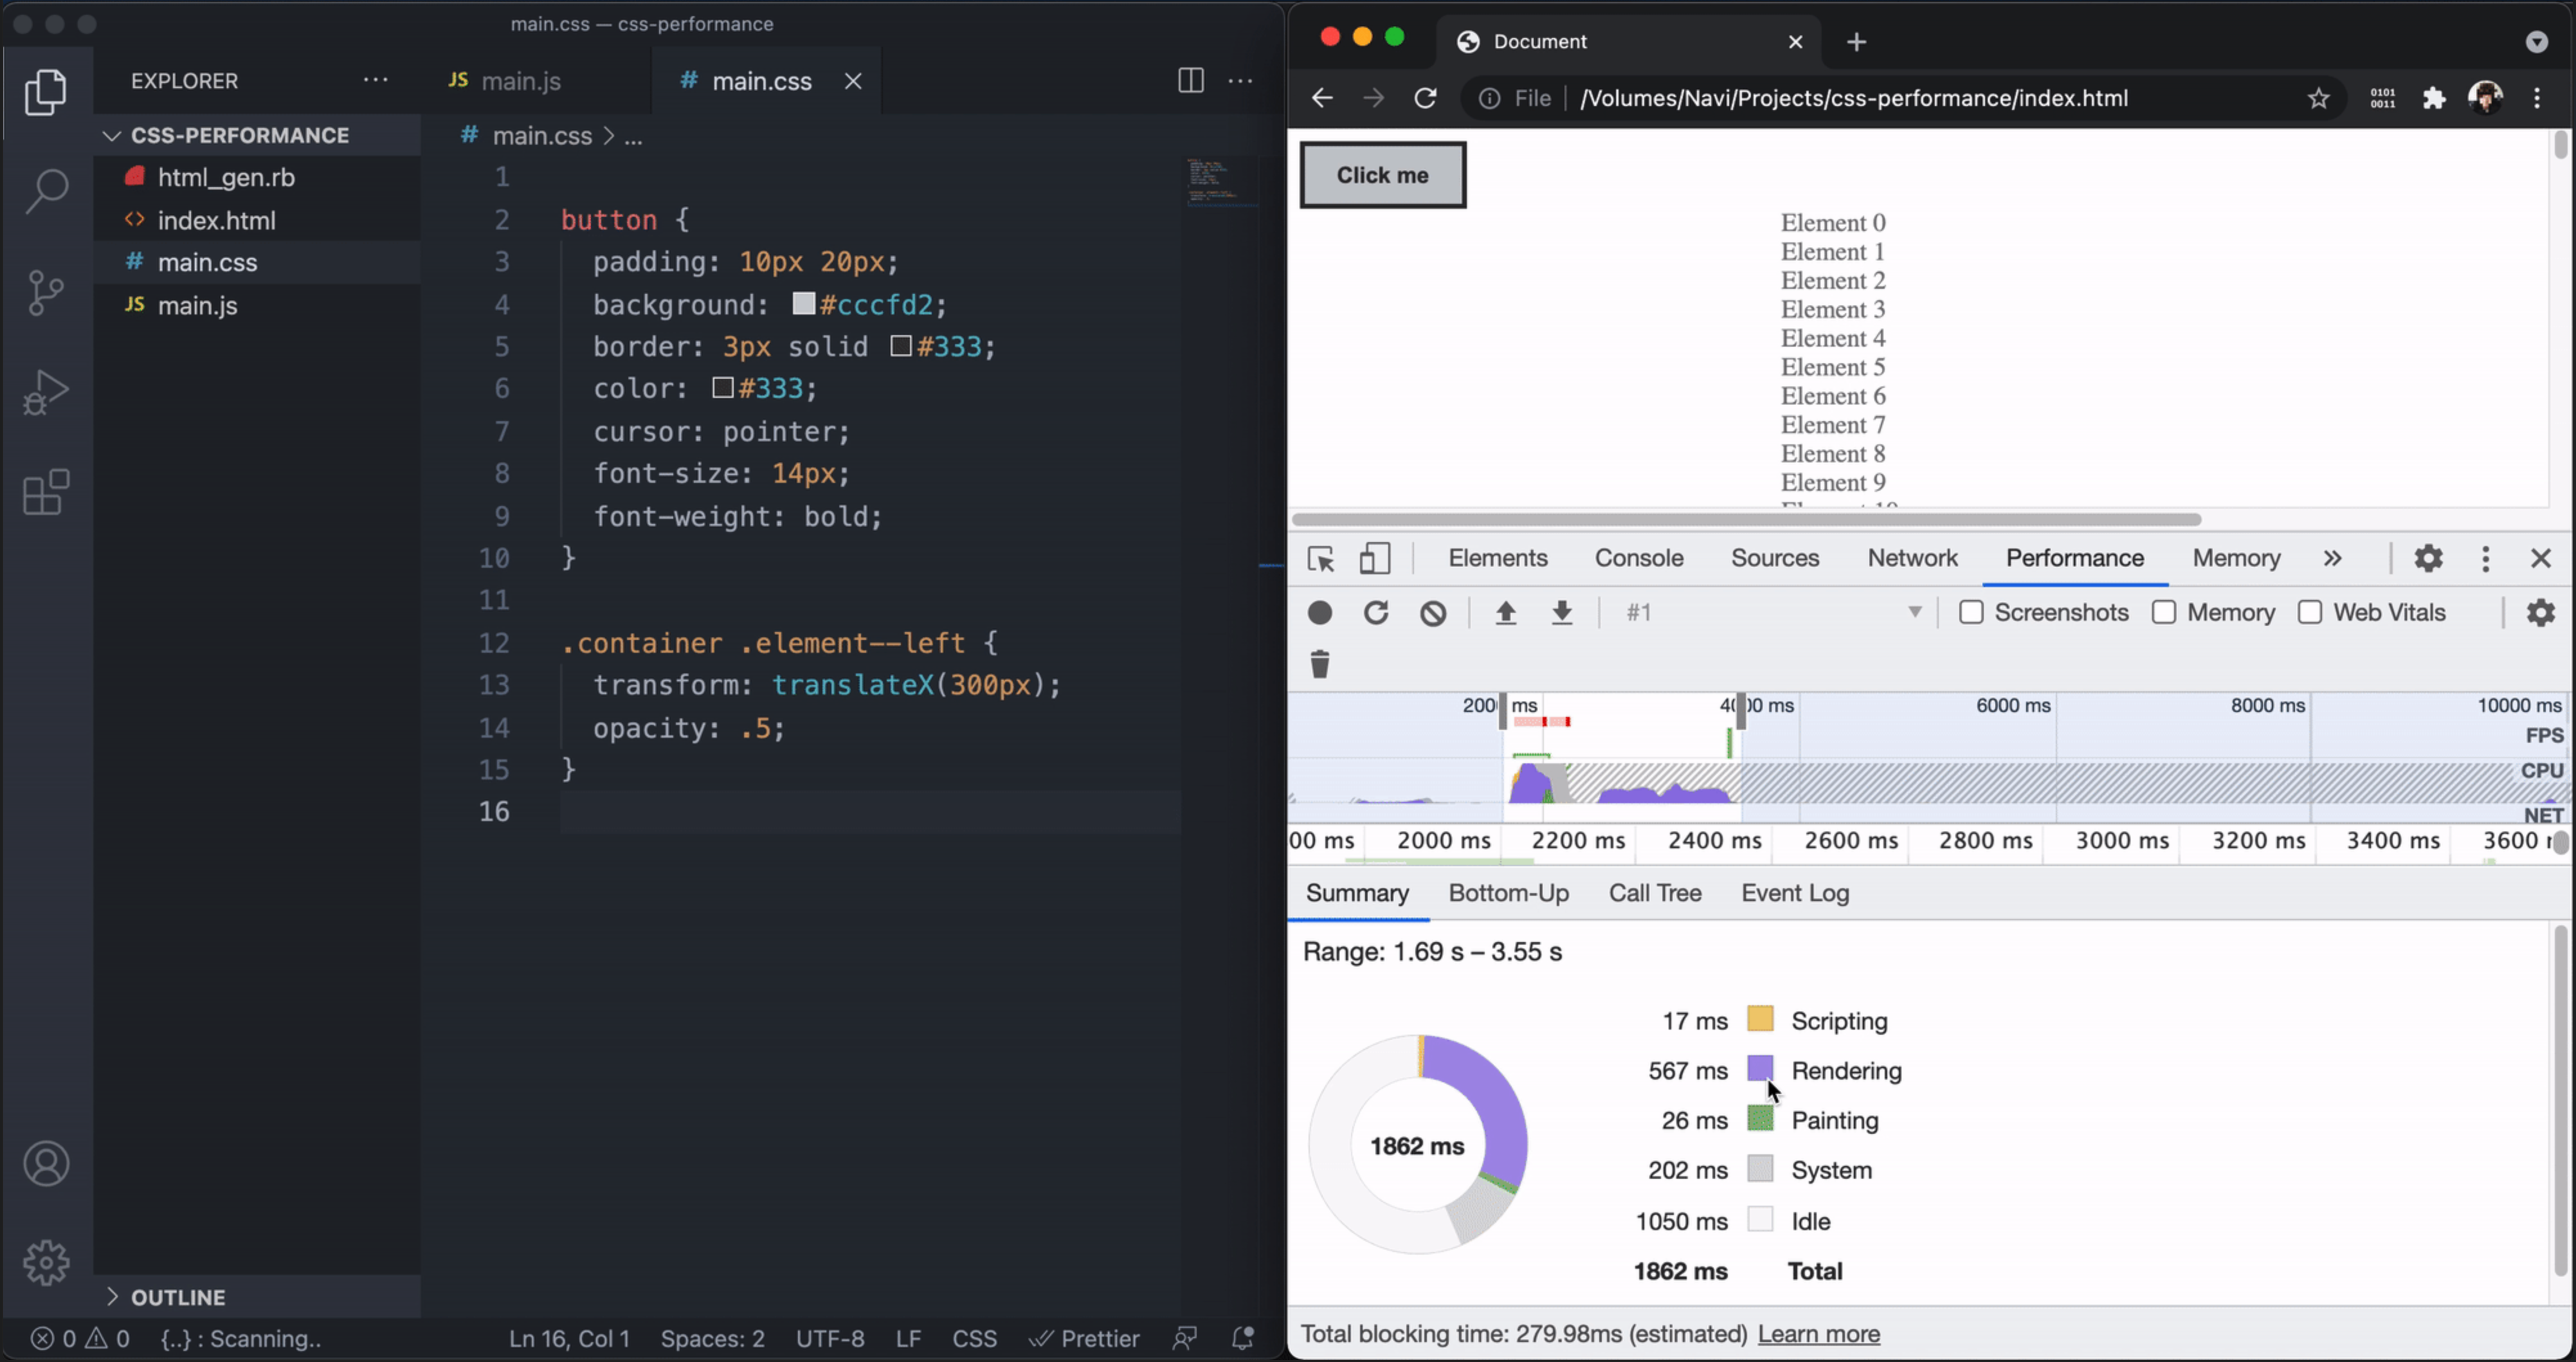 main.css — css-performance
EXPLORER
···
JS main.js
# main.css
CSS-PERFORMANCE
html_gen.rb
<> index.html
# main.css
JS main.js
OUTLINE
# main.css > ...
1
2 button {
3 padding: 10px 20px;
4 background: #cccfd2;
5 border: 3px solid #333;
6 color: #333;
7 cursor: pointer;
8 font-size: 14px;
9 font-weight: bold;
10 }
11
12 .container .element--left {
13 transform: translateX(300px);
14 opacity: .5;
15 }
16
0 0 {..} : Scanning.. Ln 16, Col 1 Spaces: 2 UTF-8 LF CSS Prettier
Document
File | /Volumes/Navi/Projects/css-performance/index.html
0101
0011
Click me
Element 0
Element 1
Element 2
Element 3
Element 4
Element 5
Element 6
Element 7
Element 8
Element 9
Elements Console Sources Network Performance Memory »
#1 Screenshots Memory Web Vitals
ms 6000 ms 8000 ms 10000 ms
FPS
CPU
NET
00 ms 2000 ms 2200 ms 2400 ms 2600 ms 2800 ms 3000 ms 3200 ms 3400 ms 3600
Summary Bottom-Up Call Tree Event Log
Range: 1.69 s – 3.55 s
1862 ms
17 ms Scripting
567 ms Rendering
26 ms Painting
202 ms System
1050 ms Idle
1862 ms Total
Total blocking time: 279.98ms (estimated) Learn more